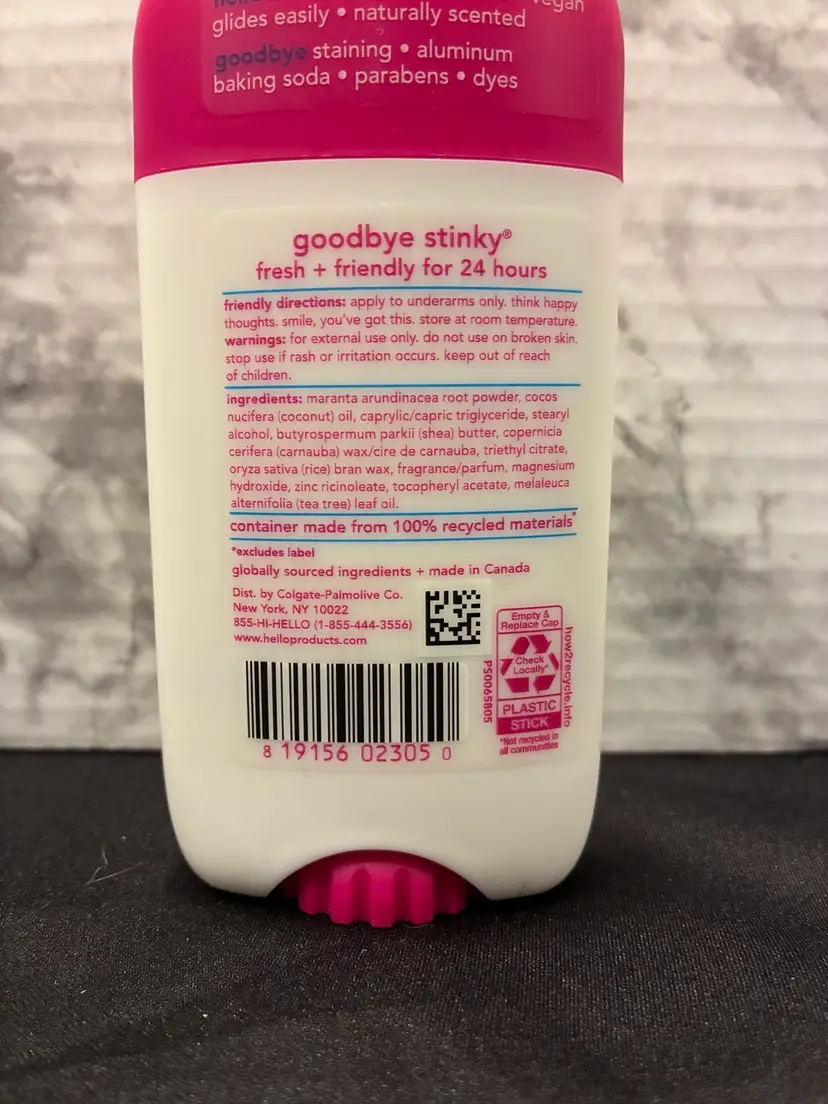 hello vegan
glides easily • naturally scented
goodbye staining • aluminum
baking soda • parabens • dyes
goodbye stinky®
fresh + friendly for 24 hours
friendly directions: apply to underarms only. think happy
thoughts. smile, you've got this. store at room temperature.
warnings: for external use only. do not use on broken skin.
stop use if rash or irritation occurs. keep out of reach
of children.
ingredients: maranta arundinacea root powder, cocos
nucifera (coconut) oil, caprylic/capric triglyceride, stearyl
alcohol, butyrospermum parkii (shea) butter, copernicia
cerifera (carnauba) wax/cire de carnauba, triethyl citrate,
oryza sativa (rice) bran wax, fragrance/parfum, magnesium
hydroxide, zinc ricinoleate, tocopheryl acetate, melaleuca
alternifolia (tea tree) leaf oil.
container made from 100% recycled materials*
*excludes label
globally sourced ingredients + made in Canada
Dist. by Colgate-Palmolive Co.
New York, NY 10022
855-HI-HELLO (1-855-444-3556)
www.helloproducts.com
8 19156 02305 0
P50065805
Empty &
Replace Cap
Check
Locally*
PLASTIC
STICK
*Not recycled in
all communities
how2recycle.info